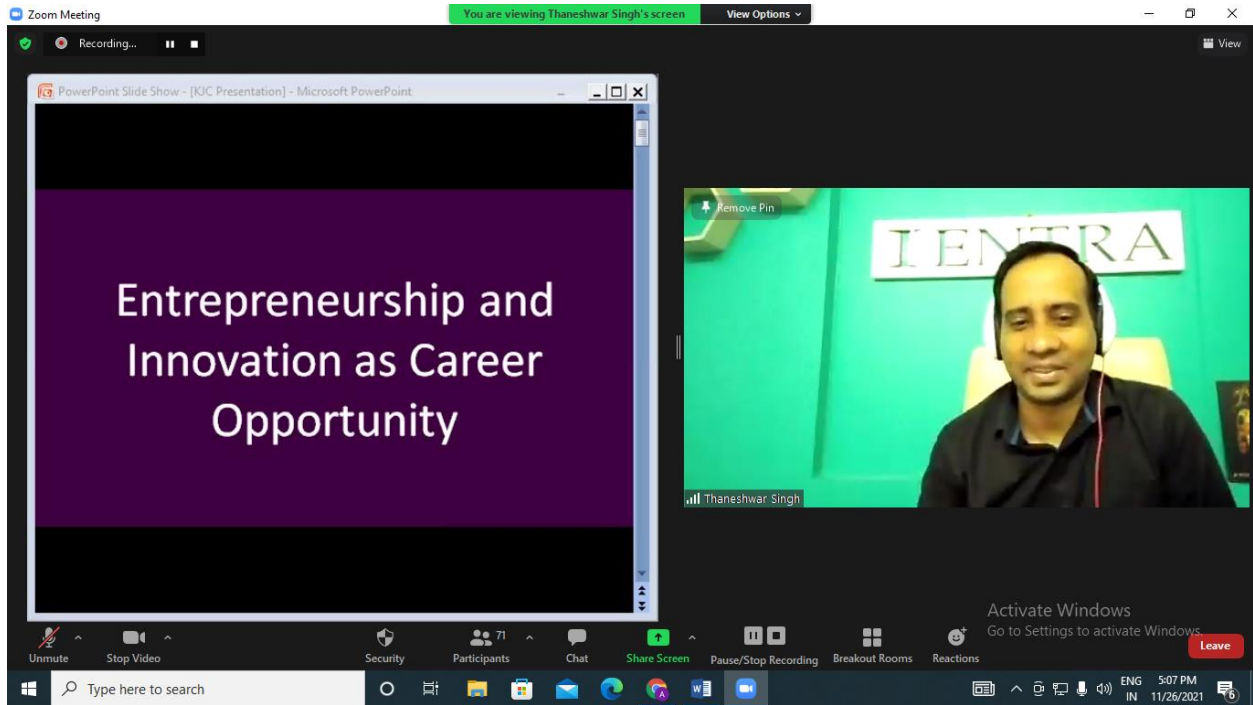 Zoom Meeting
You are viewing Thaneshwar Singh's screen
View Options
Recording...
View
PowerPoint Slide Show - [KJC Presentation] - Microsoft PowerPoint
Entrepreneurship and
Innovation as Career
Opportunity
Remove Pin
Thaneshwar Singh
Activate Windows
Go to Settings to activate Windows.
Unmute
Stop Video
Security
71
Participants
Chat
Share Screen
Pause/Stop Recording
Breakout Rooms
Reactions
Leave
Type here to search
ENG
IN
5:07 PM
11/26/2021
6